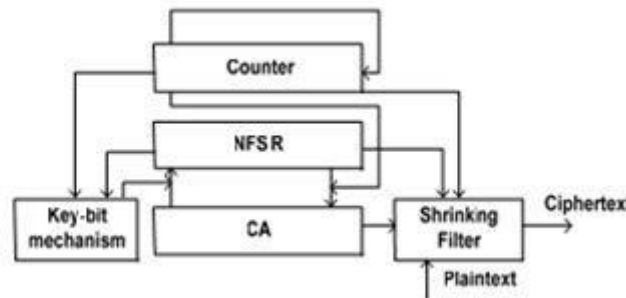 Counter
NFSR
Key-bit
mechanism
CA
Shrinking
Filter
Ciphertex
Plaintext